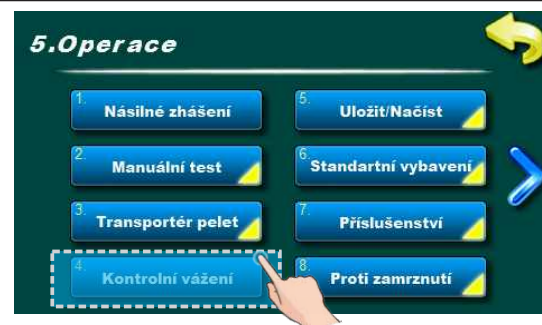 5.Operace
1. Násilné zhášení
2. Manuální test
3. Transportér pelet
4. Kontrolní vážení
5. Uložit/Načíst
6. Standartní vybavení
7. Příslušenství
8. Proti zamrznutí